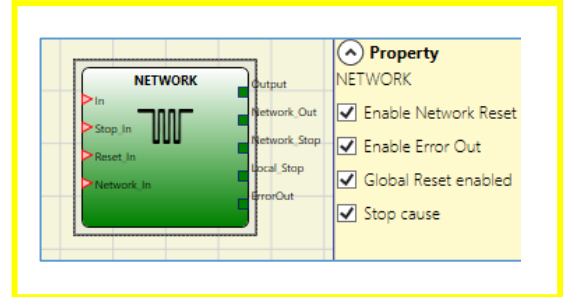 NETWORK
In
Stop_In
Reset_In
Network_In
Output
Network_Out
Network_Stop
Local_Stop
ErrorOut
Property
NETWORK
Enable Network Reset
Enable Error Out
Global Reset enabled
Stop cause